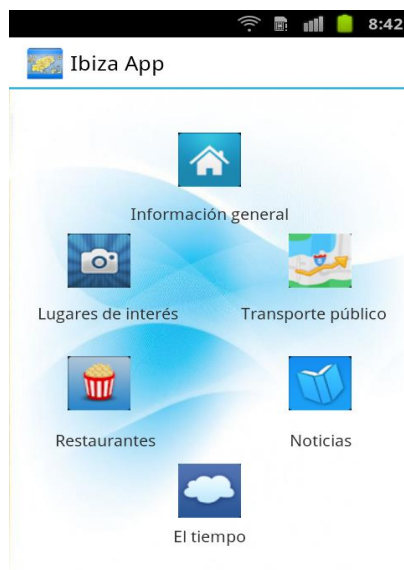 8:42
Ibiza App
Información general
Lugares de interés
Transporte público
Restaurantes
Noticias
El tiempo